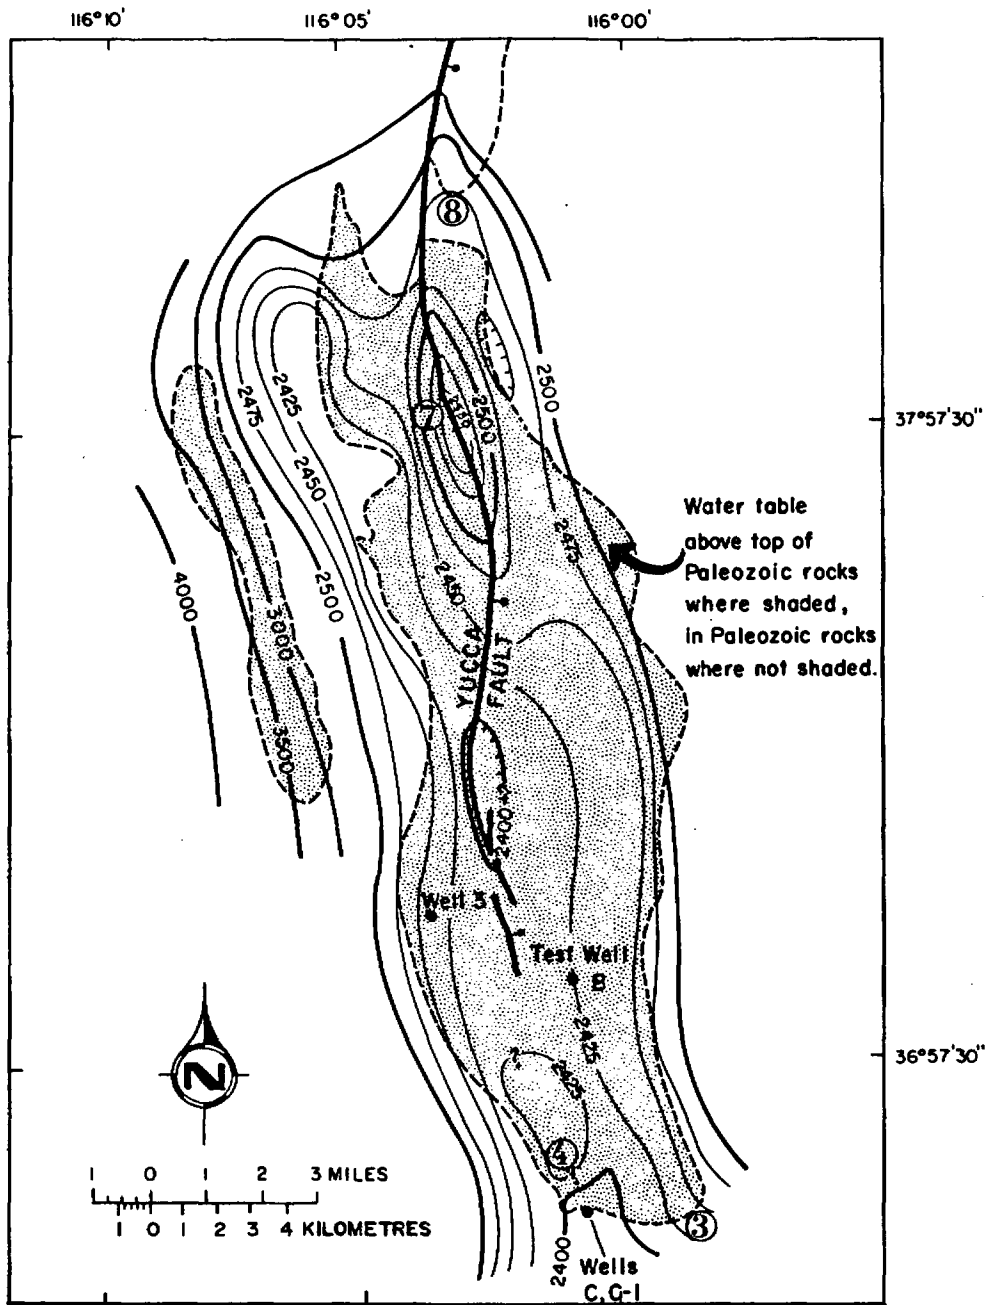 116°10'
116°05'
116°00'
8
2425
2475
2500
2500
37°57'30"
7
2450
2475
2450
Water table
above top of
Paleozoic rocks
where shaded,
in Paleozoic rocks
where not shaded.
4000
2500
3000
YUCCA
FAULT
3500
2400
Well 3
Test Well
B
N
2425
36°57'30"
2425
4
1 0 1 2 3 MILES
1 0 1 2 3 4 KILOMETRES
3
2400
Wells
C, G-1